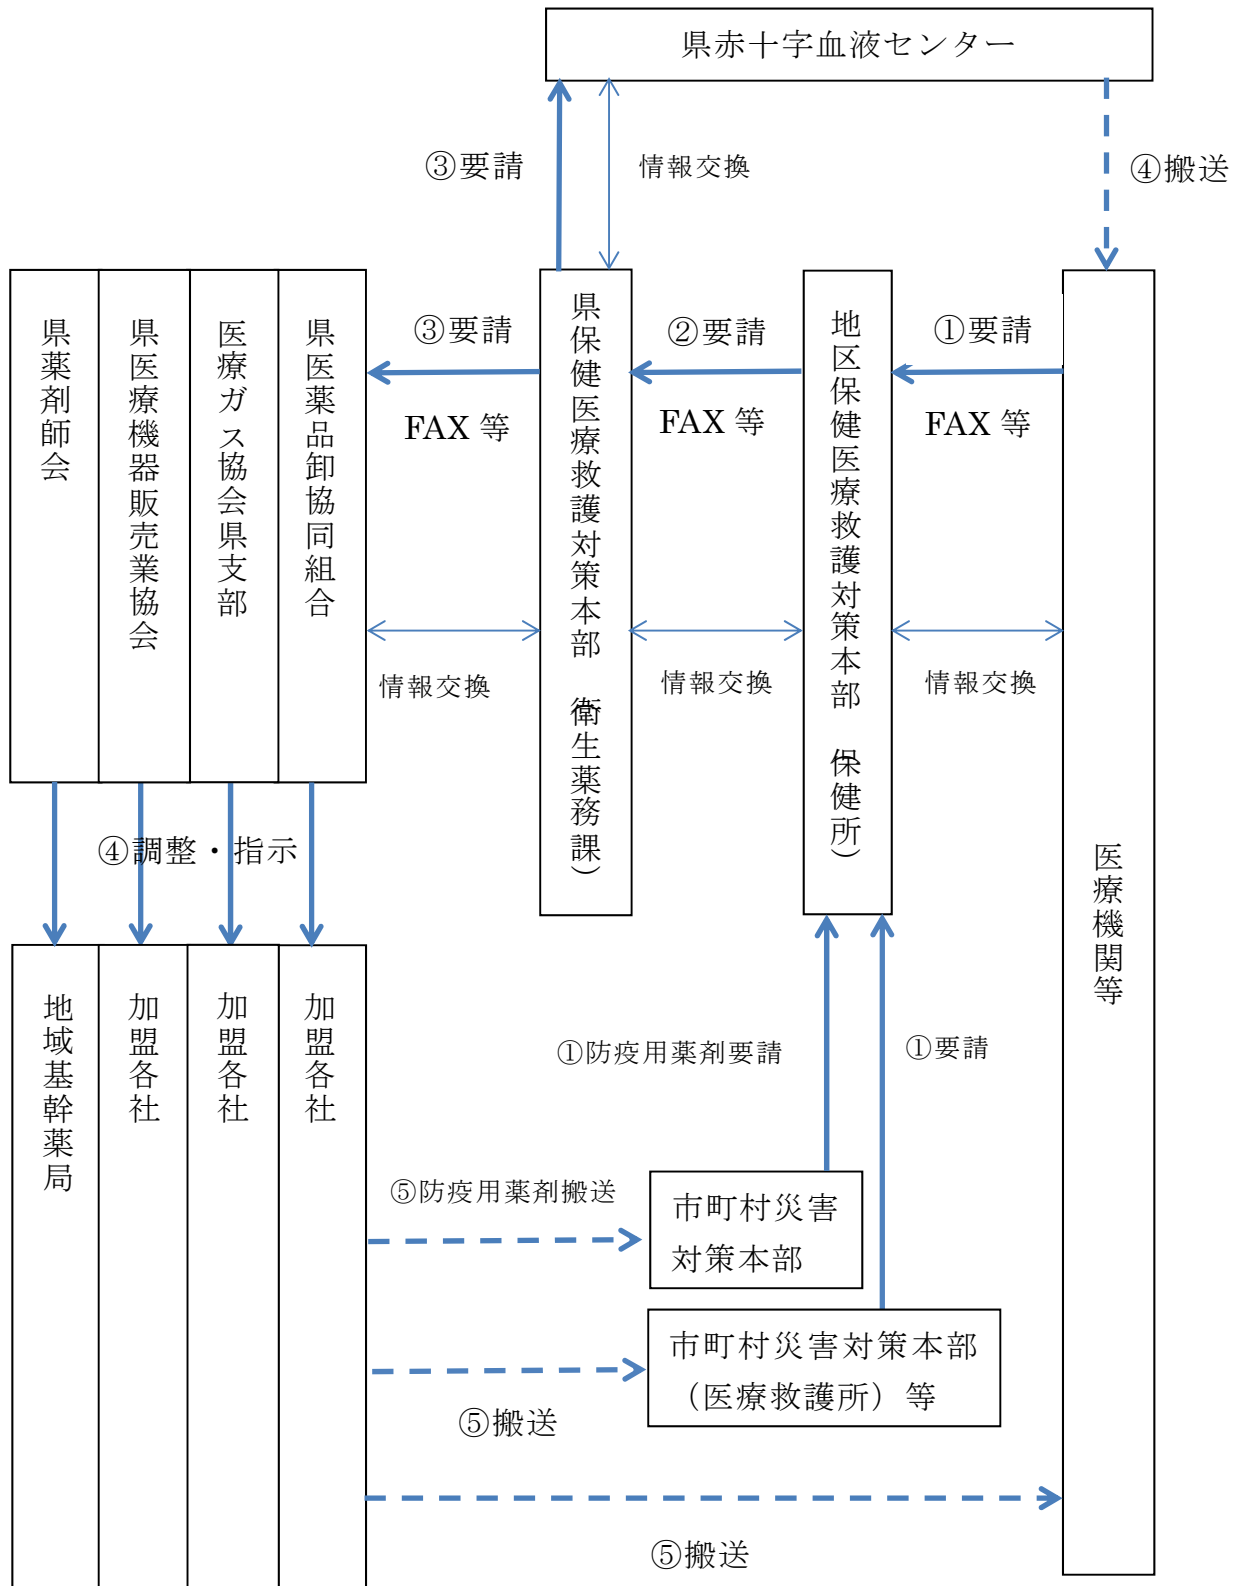 県赤十字血液センター
③要請
情報交換
④搬送
県薬剤師会
県医療機器販売業協会
医療ガス協会県支部
県医薬品卸協同組合
③要請
FAX 等
情報交換
県保健医療救護対策本部（衛生薬務課）
②要請
FAX 等
情報交換
地区保健医療救護対策本部（保健所）
①要請
FAX 等
情報交換
医療機関等
④調整・指示
地域基幹薬局
加盟各社
加盟各社
加盟各社
①防疫用薬剤要請
①要請
⑤防疫用薬剤搬送
市町村災害
対策本部
市町村災害対策本部
（医療救護所）等
⑤搬送
⑤搬送